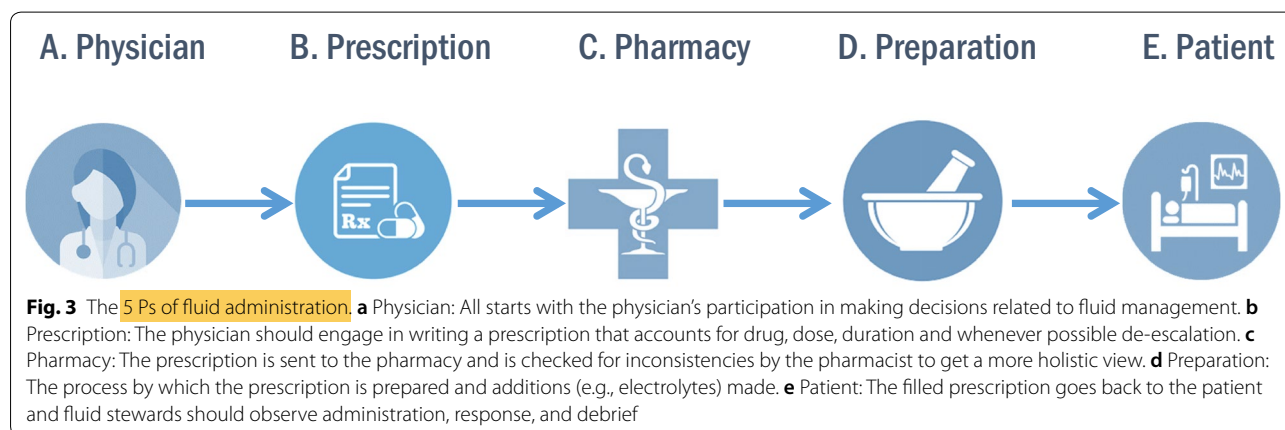 A. Physician B. Prescription C. Pharmacy D. Preparation E. Patient
Rx
Fig. 3 The 5 Ps of fluid administration. a Physician: All starts with the physician’s participation in making decisions related to fluid management. b
Prescription: The physician should engage in writing a prescription that accounts for drug, dose, duration and whenever possible de-escalation. c
Pharmacy: The prescription is sent to the pharmacy and is checked for inconsistencies by the pharmacist to get a more holistic view. d Preparation:
The process by which the prescription is prepared and additions (e.g., electrolytes) made. e Patient: The filled prescription goes back to the patient
and fluid stewards should observe administration, response, and debrief